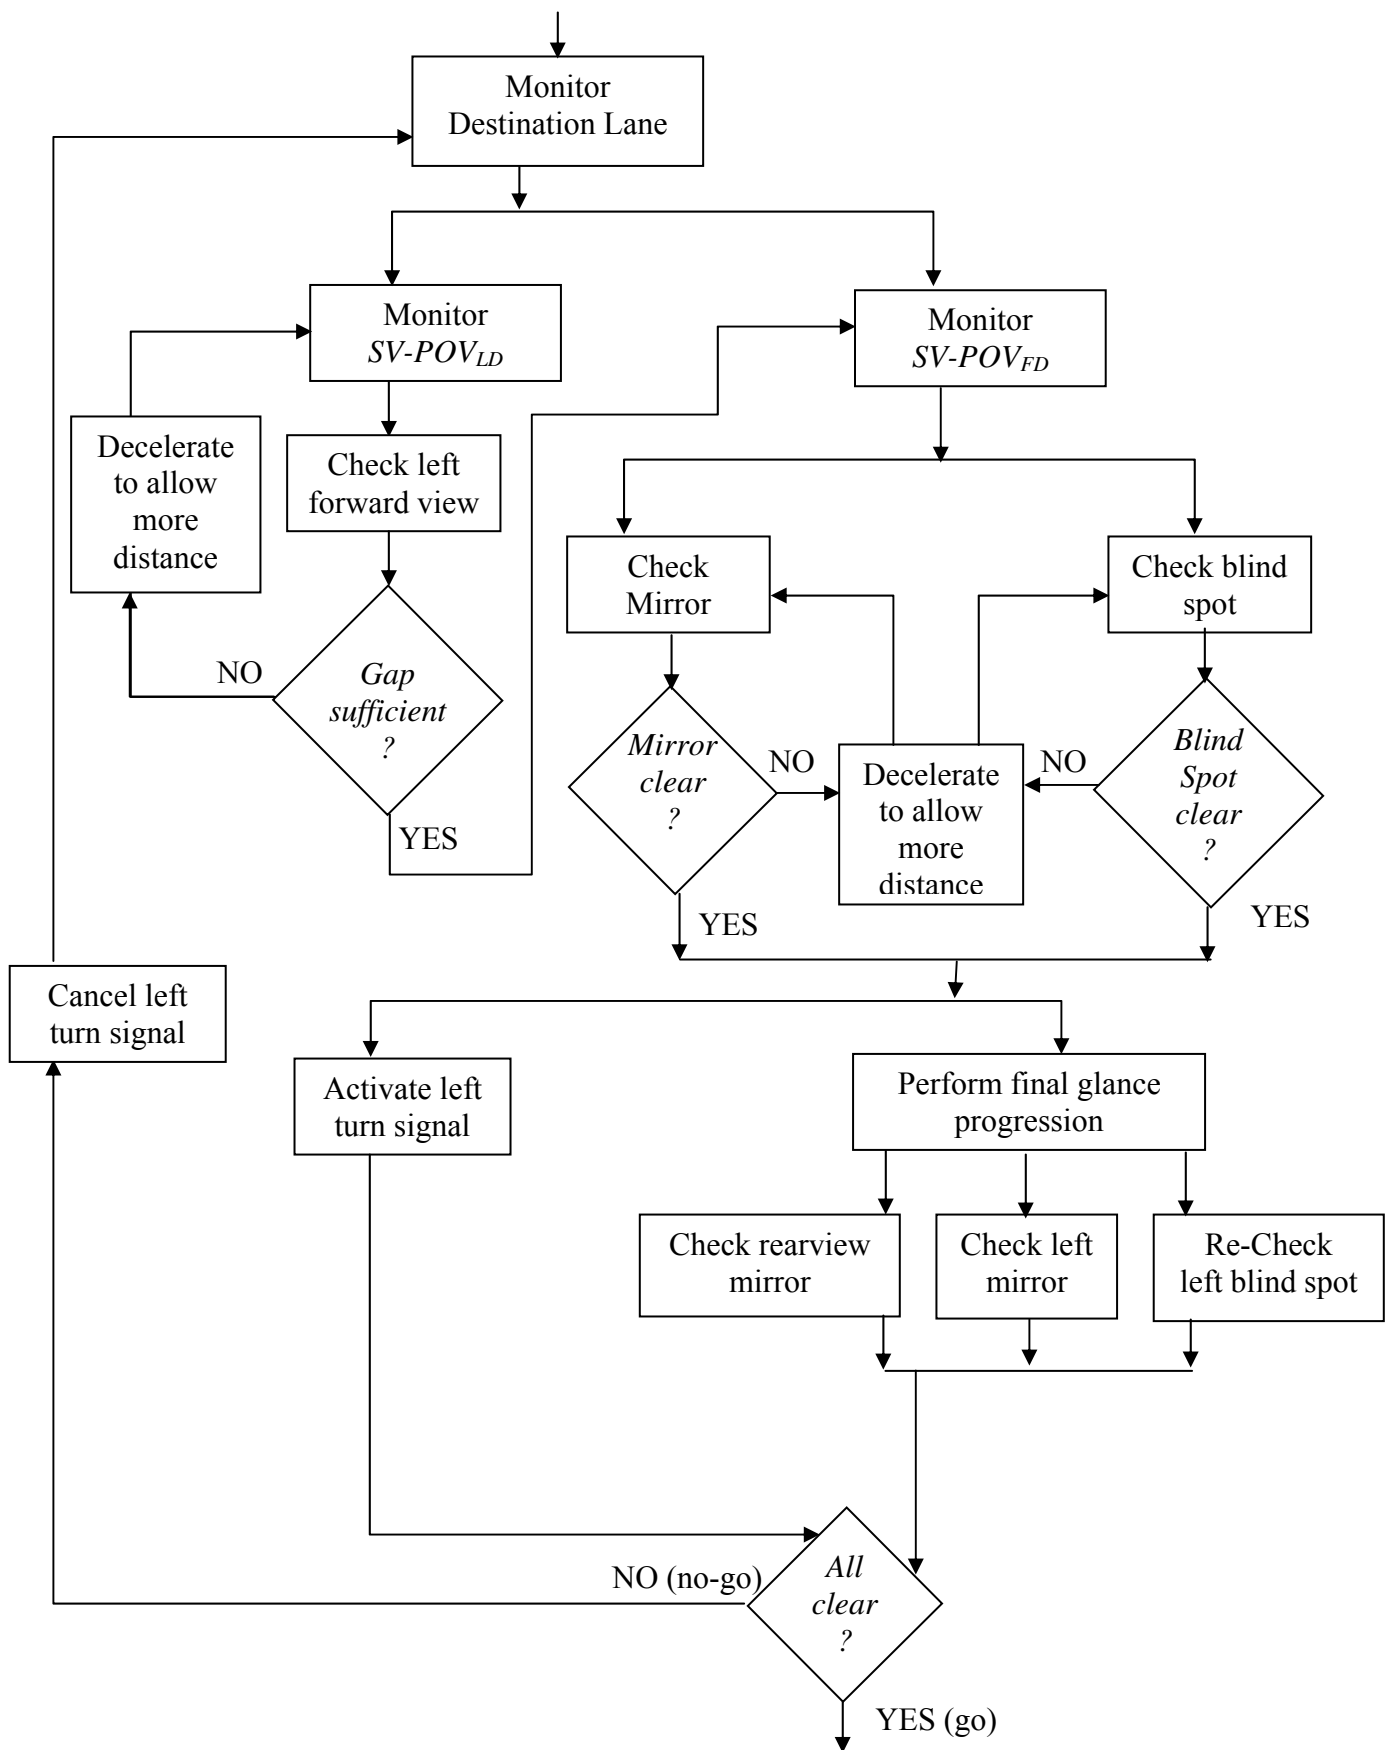 Monitor
Destination Lane
Monitor
SV-POV_LD
Monitor
SV-POV_FD
Decelerate
to allow
more
distance
Check left
forward view
Check
Mirror
Check blind
spot
NO
Gap
sufficient
?
YES
Mirror
clear
?
NO
Decelerate
to allow
more
distance
NO
Blind
Spot
clear
?
YES
YES
Cancel left
turn signal
Activate left
turn signal
Perform final glance
progression
Check rearview
mirror
Check left
mirror
Re-Check
left blind spot
NO (no-go)
All
clear
?
YES (go)